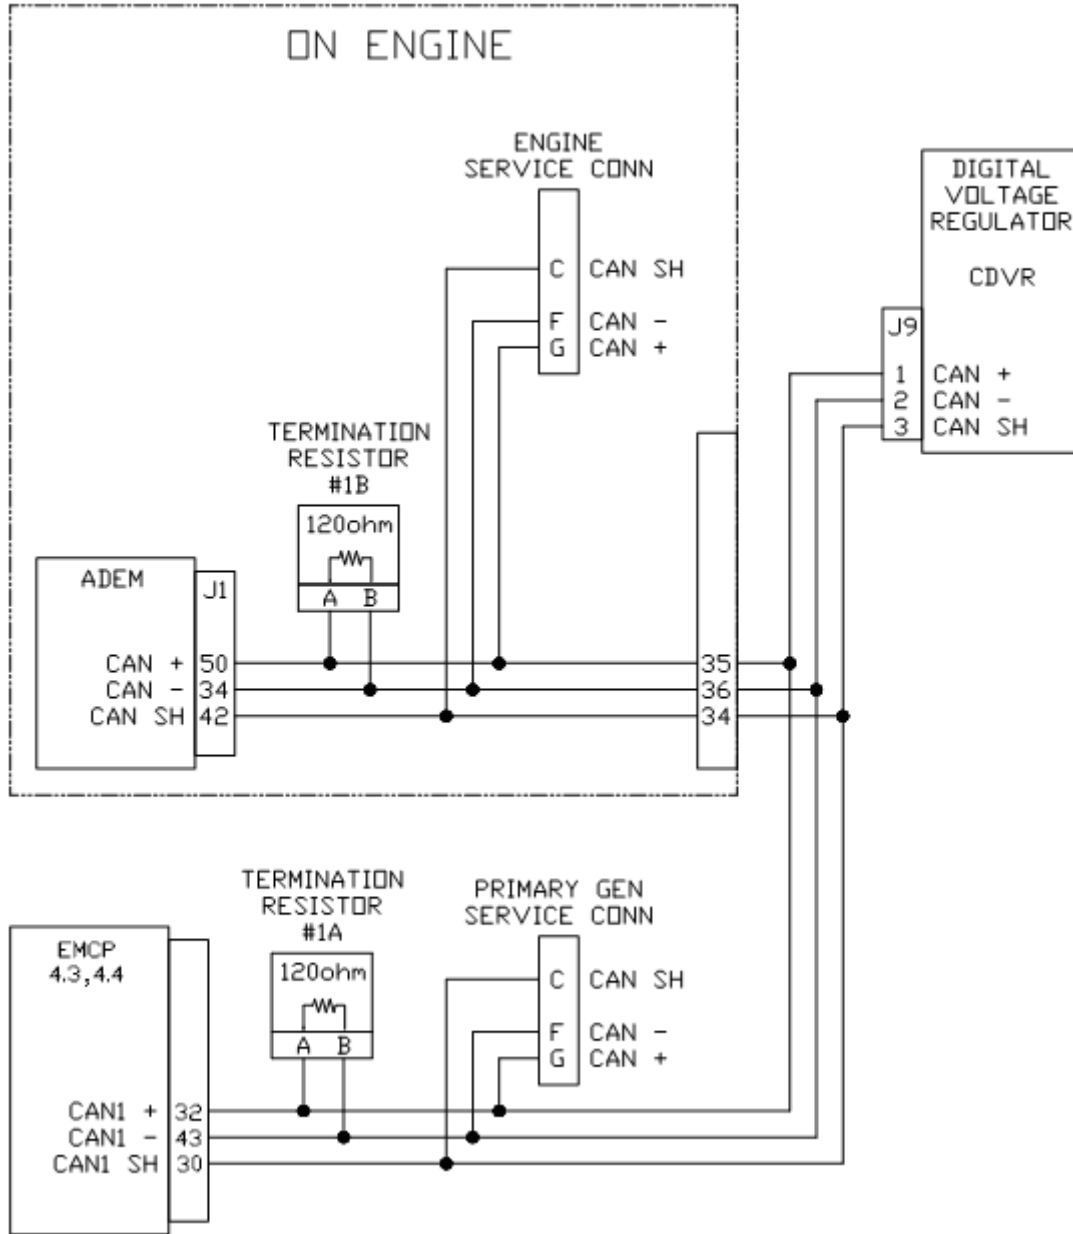 ON ENGINE
ENGINE
SERVICE CONN
C CAN SH
F CAN -
G CAN +
DIGITAL
VOLTAGE
REGULATOR
CDVR
J9
1 CAN +
2 CAN -
3 CAN SH
TERMINATION
RESISTOR
#1B
120ohm
A B
ADEM
J1
CAN + 50
CAN - 34
CAN SH 42
35
36
34
TERMINATION
RESISTOR
#1A
120ohm
A B
PRIMARY GEN
SERVICE CONN
C CAN SH
F CAN -
G CAN +
EMCP
4.3,4.4
CAN1 + 32
CAN1 - 43
CAN1 SH 30